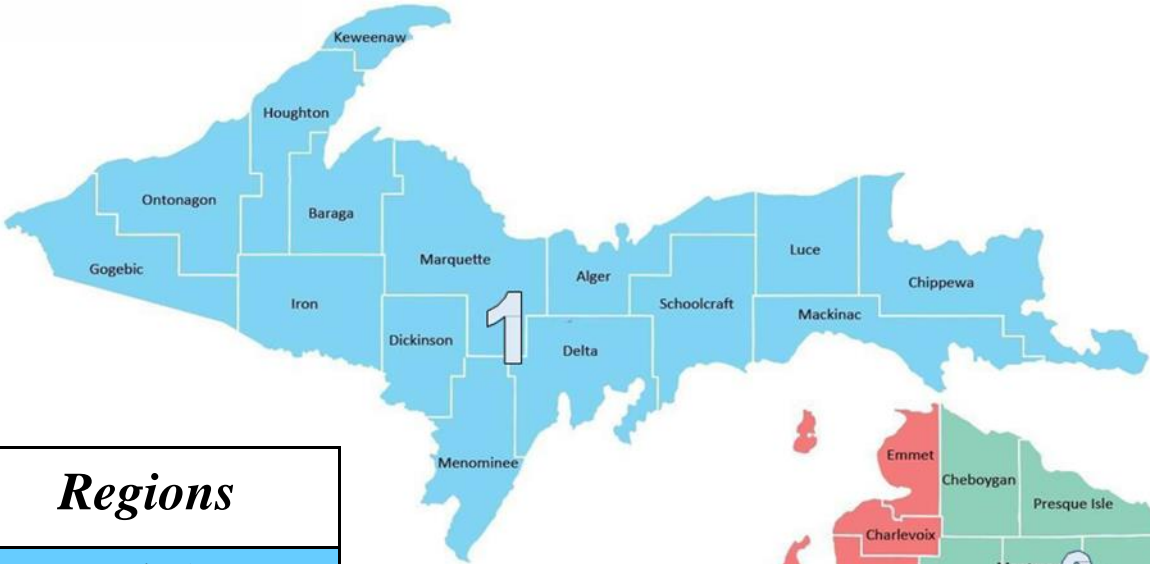 Keweenaw
Houghton
Ontonagon
Baraga
Gogebic
Marquette
Iron
Alger
Luce
Chippewa
Schoolcraft
Mackinac
1
Dickinson
Delta
Menominee
Emmet
Cheboygan
Presque Isle
Charlevoix
Regions